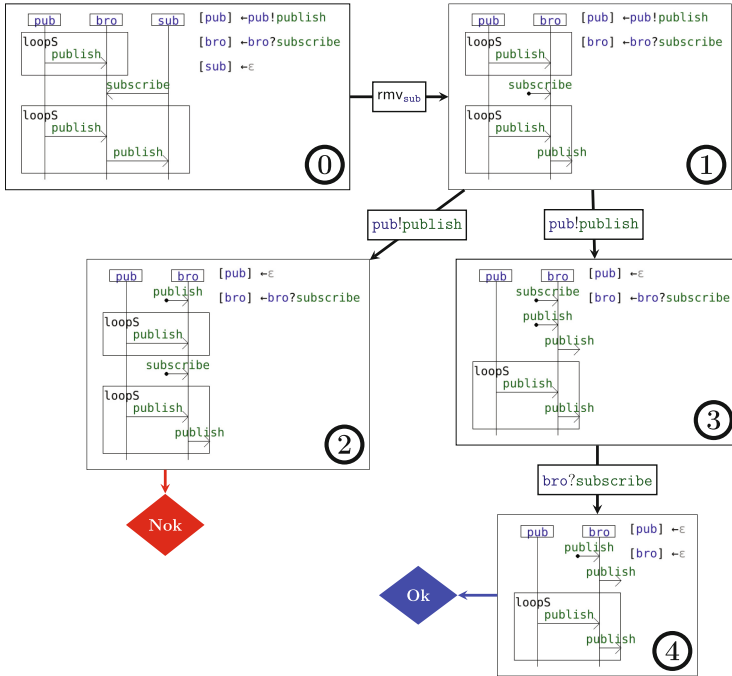 pub bro sub [pub] ←pub!publish
[bro] ←bro?subscribe
[sub] ←ε
loopS
publish
subscribe
loopS
publish
publish
0
rmv_sub
pub bro [pub] ←pub!publish
[bro] ←bro?subscribe
loopS
publish
subscribe
loopS
publish
publish
1
pub!publish
pub!publish
pub bro [pub] ←ε
publish
[bro] ←bro?subscribe
loopS
publish
subscribe
loopS
publish
publish
2
pub bro [pub] ←ε
subscribe
[bro] ←bro?subscribe
publish
publish
loopS
publish
publish
3
Nok
bro?subscribe
pub bro [pub] ←ε
publish
[bro] ←ε
publish
loopS
publish
publish
4
Ok